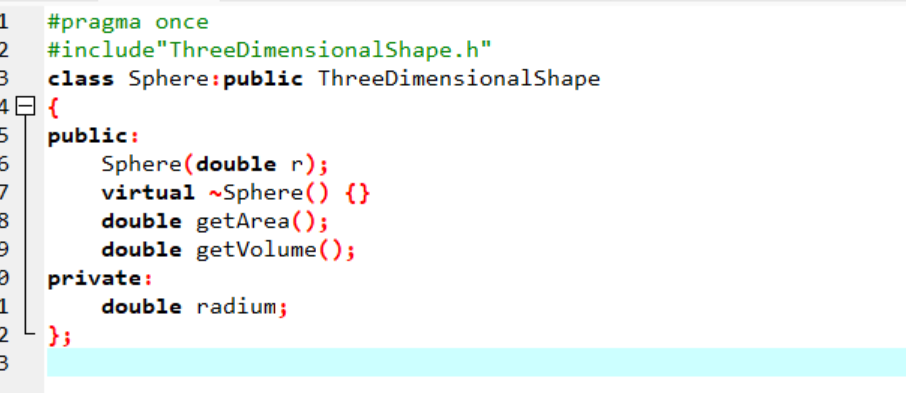 1 #pragma once
2 #include"ThreeDimensionalShape.h"
3 class Sphere:public ThreeDimensionalShape
4 {
5 public:
6     Sphere(double r);
7     virtual ~Sphere() {}
8     double getArea();
9     double getVolume();
0 private:
1     double radium;
2 };
3